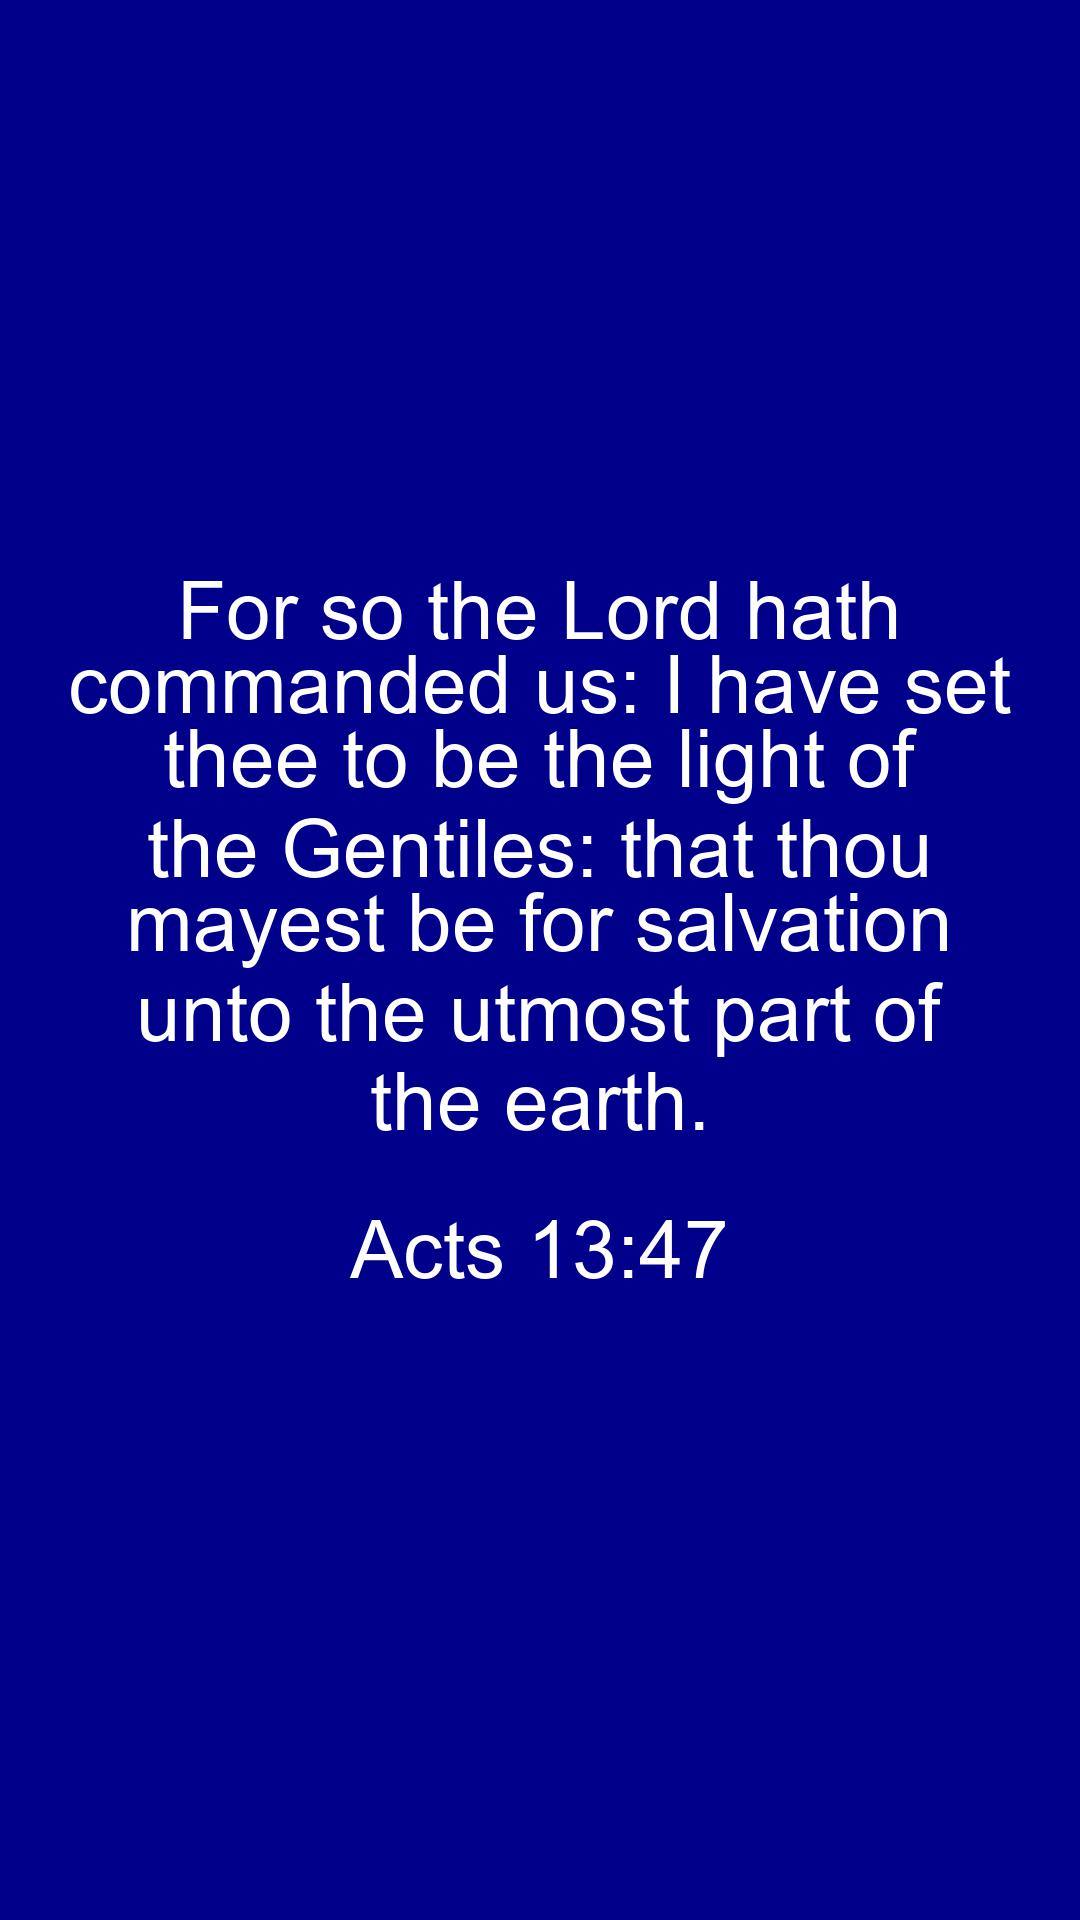 For so the Lord hath
commanded us: I have set
thee to be the light of
the Gentiles: that thou
mayest be for salvation
unto the utmost part of
the earth.
Acts 13:47